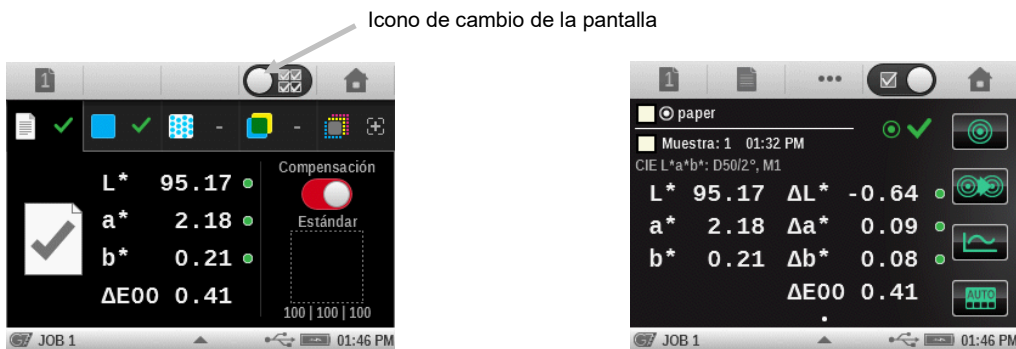 Icono de cambio de la pantalla
1
Compensación
L* 95.17
a* 2.18
Estándar
b* 0.21
ΔE00 0.41
100 | 100 | 100
JOB 1 01:46 PM
1
paper
Muestra: 1 01:32 PM
CIE L*a*b*: D50/2°, M1
L* 95.17 ΔL* -0.64
a* 2.18 Δa* 0.09
b* 0.21 Δb* 0.08
ΔE00 0.41
AUTO
JOB 1 01:46 PM